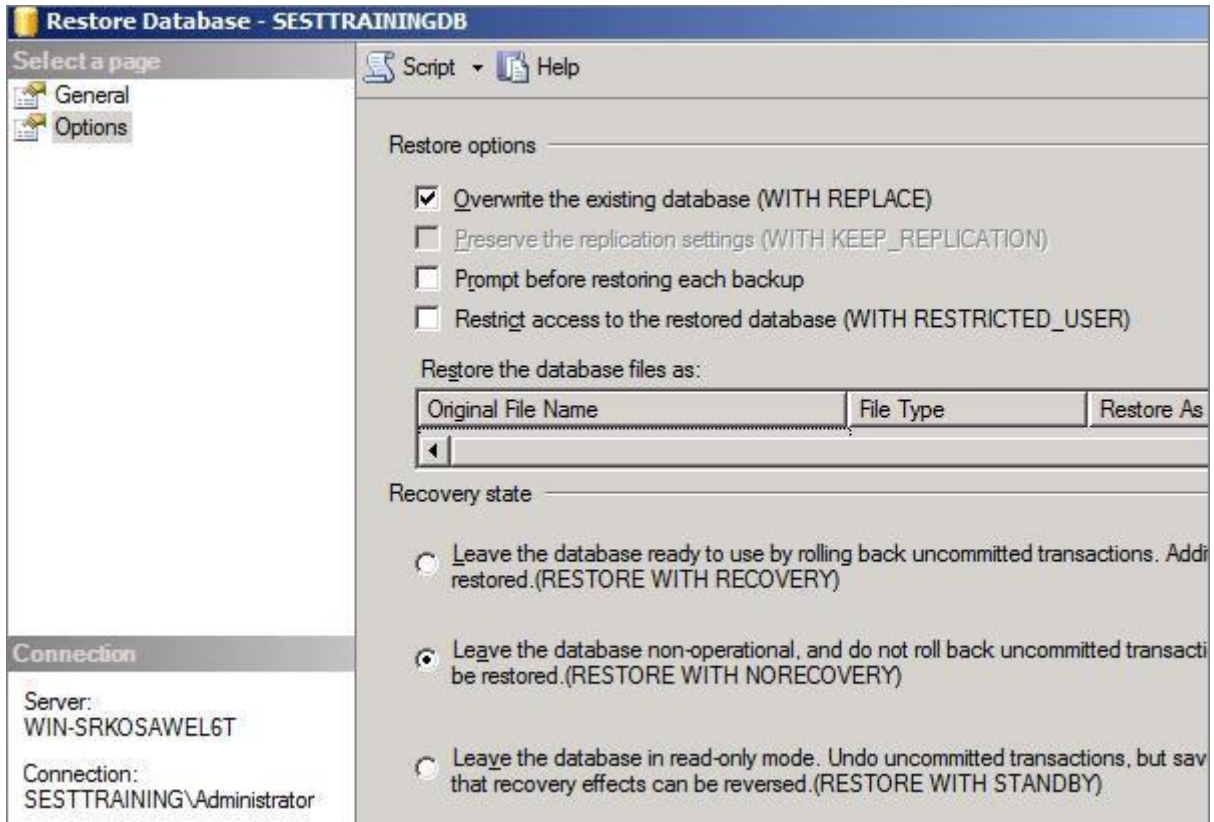 Restore Database - SESTTRAININGDB
Select a page
General
Options
Script
Help
Restore options
Overwrite the existing database (WITH REPLACE)
Preserve the replication settings (WITH KEEP_REPLICATION)
Prompt before restoring each backup
Restrict access to the restored database (WITH RESTRICTED_USER)
Restore the database files as:
Original File Name File Type Restore As
Recovery state
Leave the database ready to use by rolling back uncommitted transactions. Addi
restored.(RESTORE WITH RECOVERY)
Leave the database non-operational, and do not roll back uncommitted transacti
be restored.(RESTORE WITH NORECOVERY)
Leave the database in read-only mode. Undo uncommitted transactions, but sav
that recovery effects can be reversed.(RESTORE WITH STANDBY)
Connection
Server:
WIN-SRKOSAWEL6T
Connection:
SESTTRAINING\Administrator